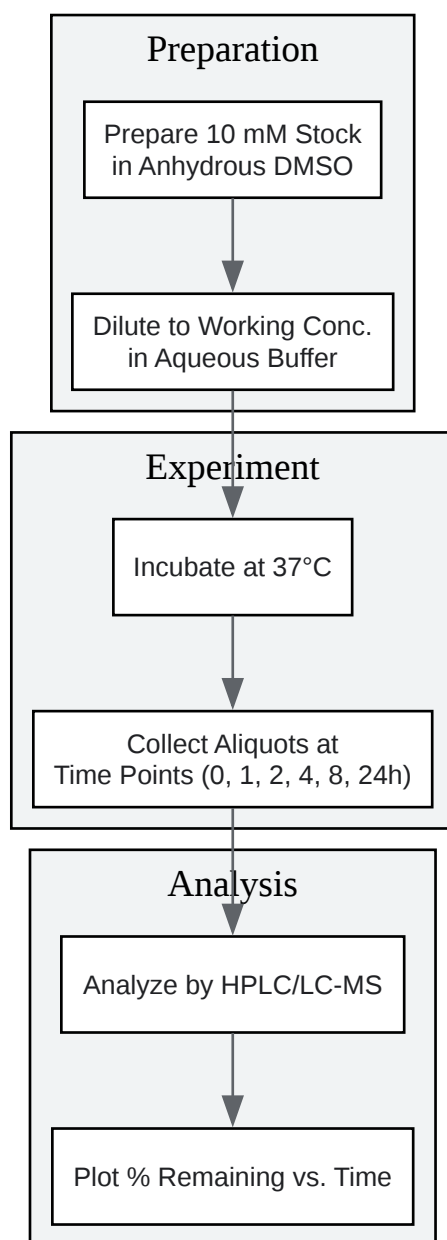 Preparation
Prepare 10 mM Stock
in Anhydrous DMSO
Dilute to Working Conc.
in Aqueous Buffer
Experiment
Incubate at 37°C
Collect Aliquots at
Time Points (0, 1, 2, 4, 8, 24h)
Analysis
Analyze by HPLC/LC-MS
Plot % Remaining vs. Time